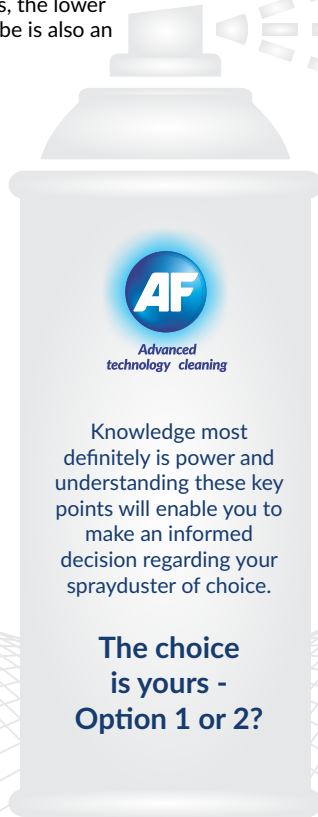 s, the lower
be is also an
AF
Advanced
technology cleaning
Knowledge most
definitely is power and
understanding these key
points will enable you to
make an informed
decision regarding your
sprayduster of choice.
The choice
is yours -
Option 1 or 2?